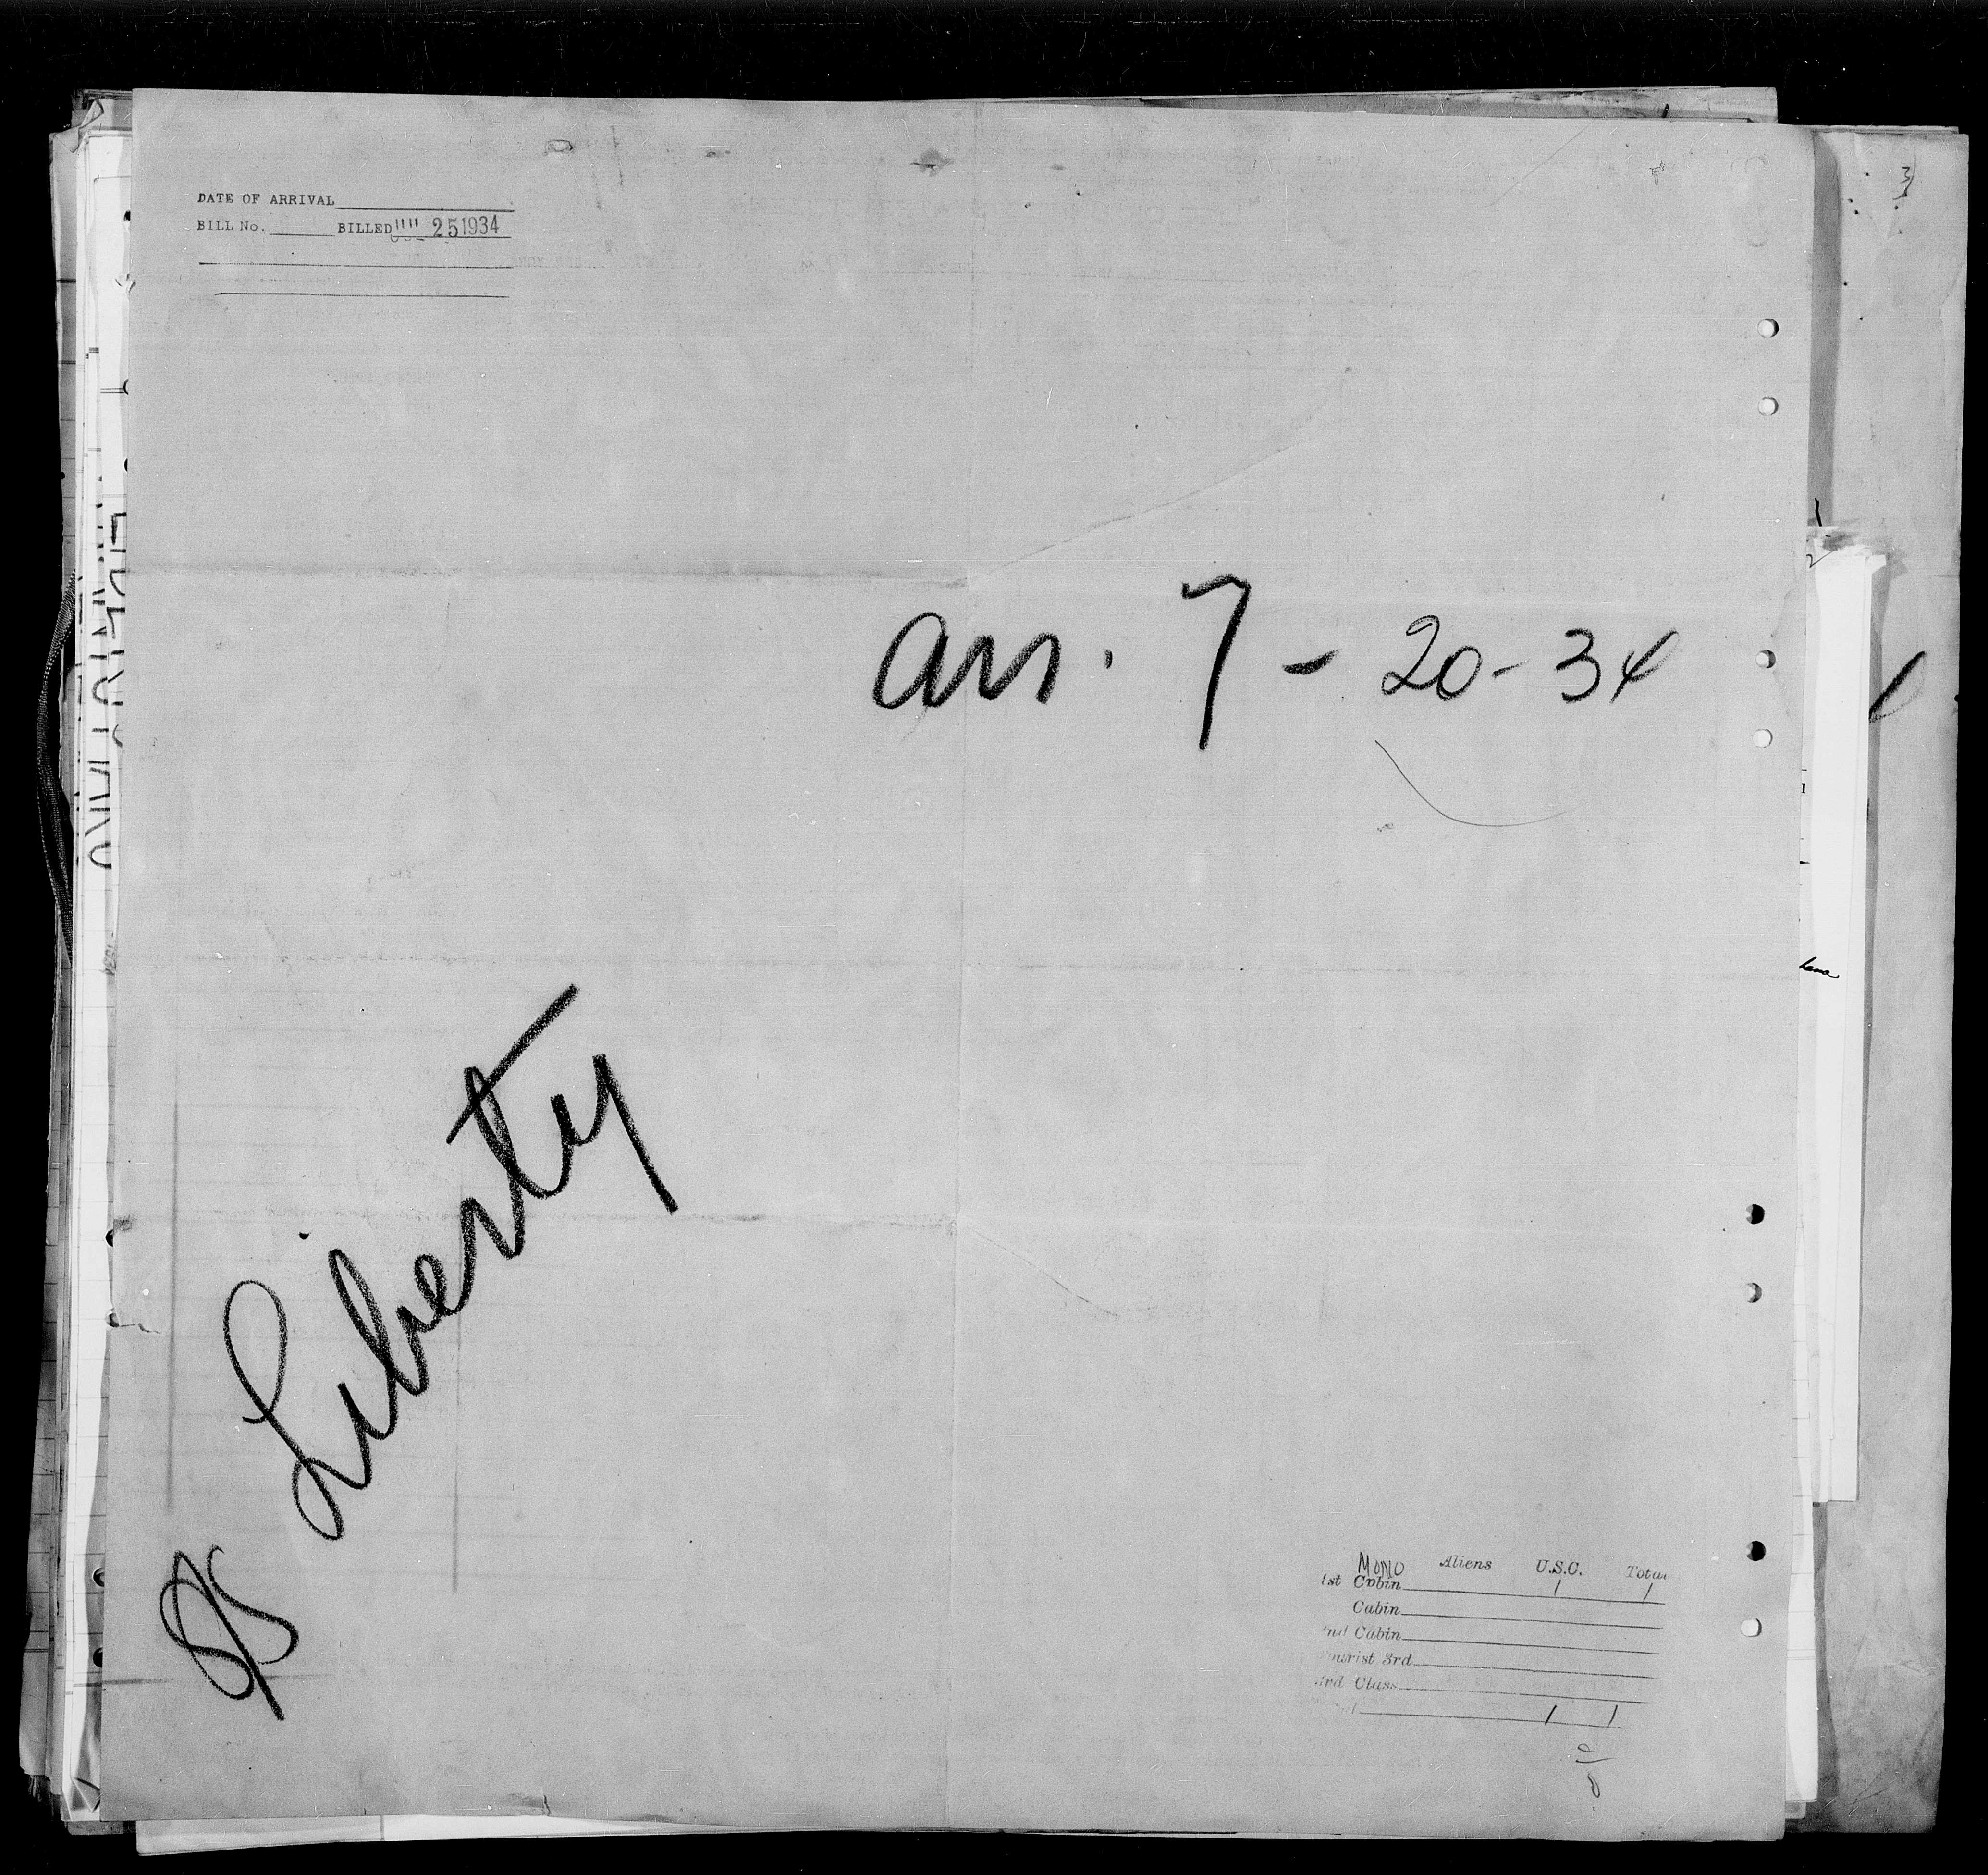 DATE OF ARRIVAL
BILL No. BILLED 25 1934
arr. 7 - 20 - 34
SS Liberty
Mono Aliens U.S.C. Total
1st Cabin 1 1
Cabin
2nd Cabin
Tourist 3rd
3rd Class
1 1